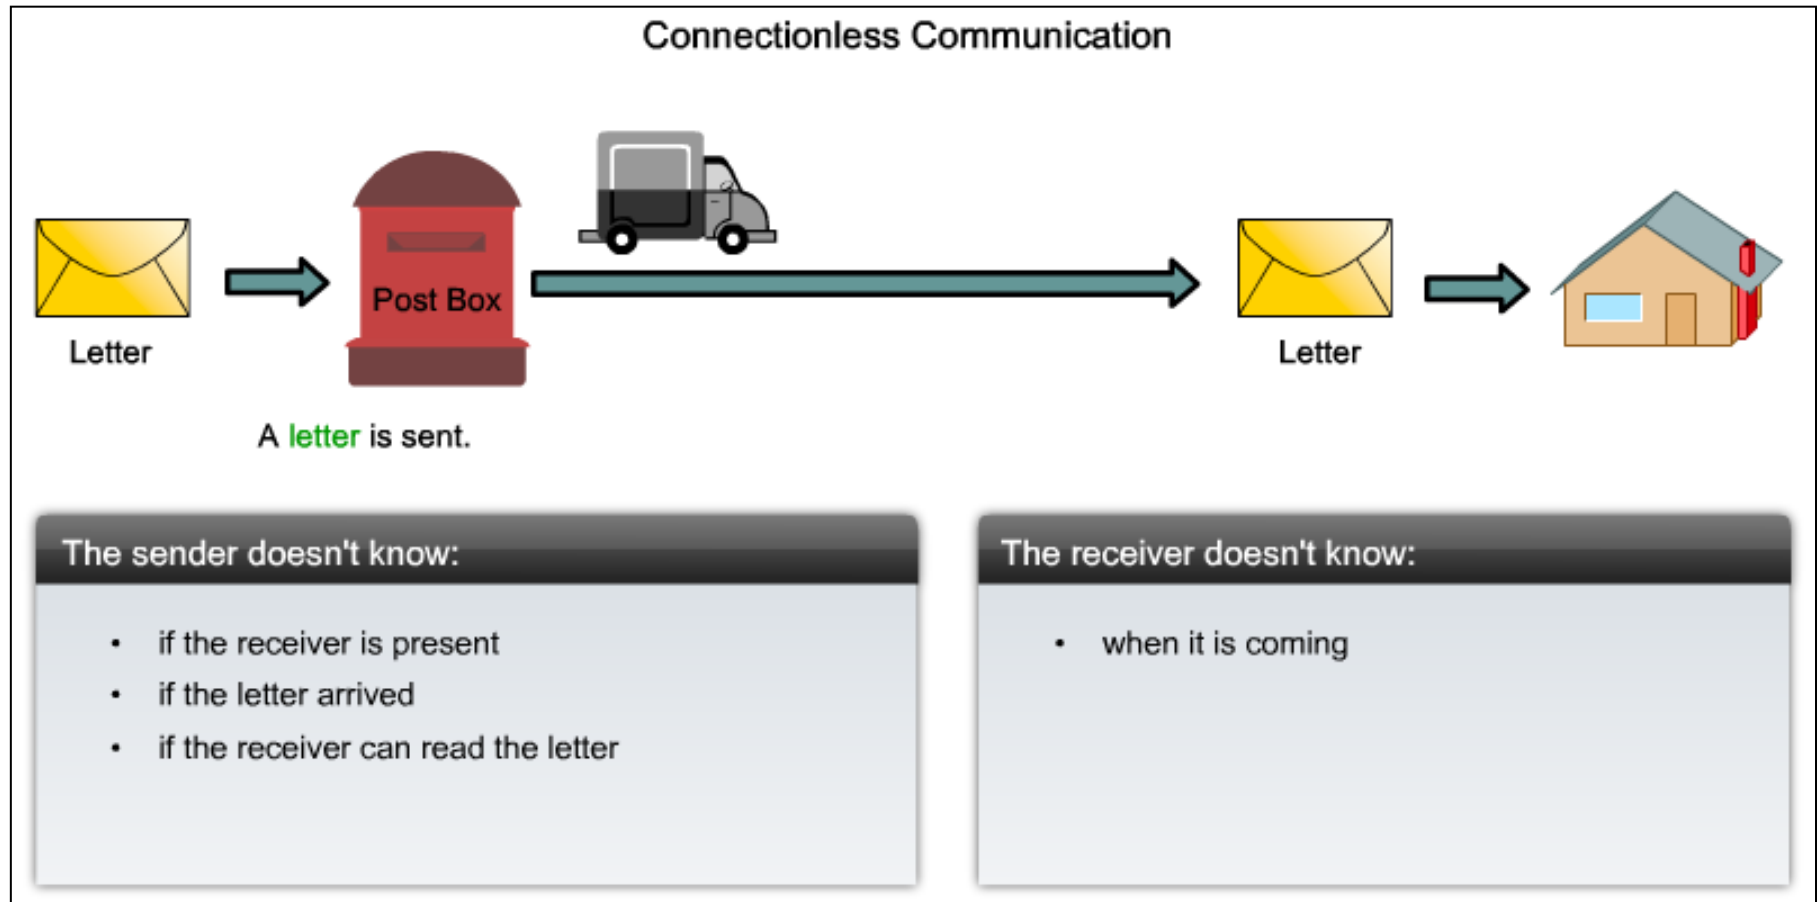 Connectionless Communication
Post Box
Letter
Letter
A letter is sent.
The sender doesn't know:
• if the receiver is present
• if the letter arrived
• if the receiver can read the letter
The receiver doesn't know:
• when it is coming